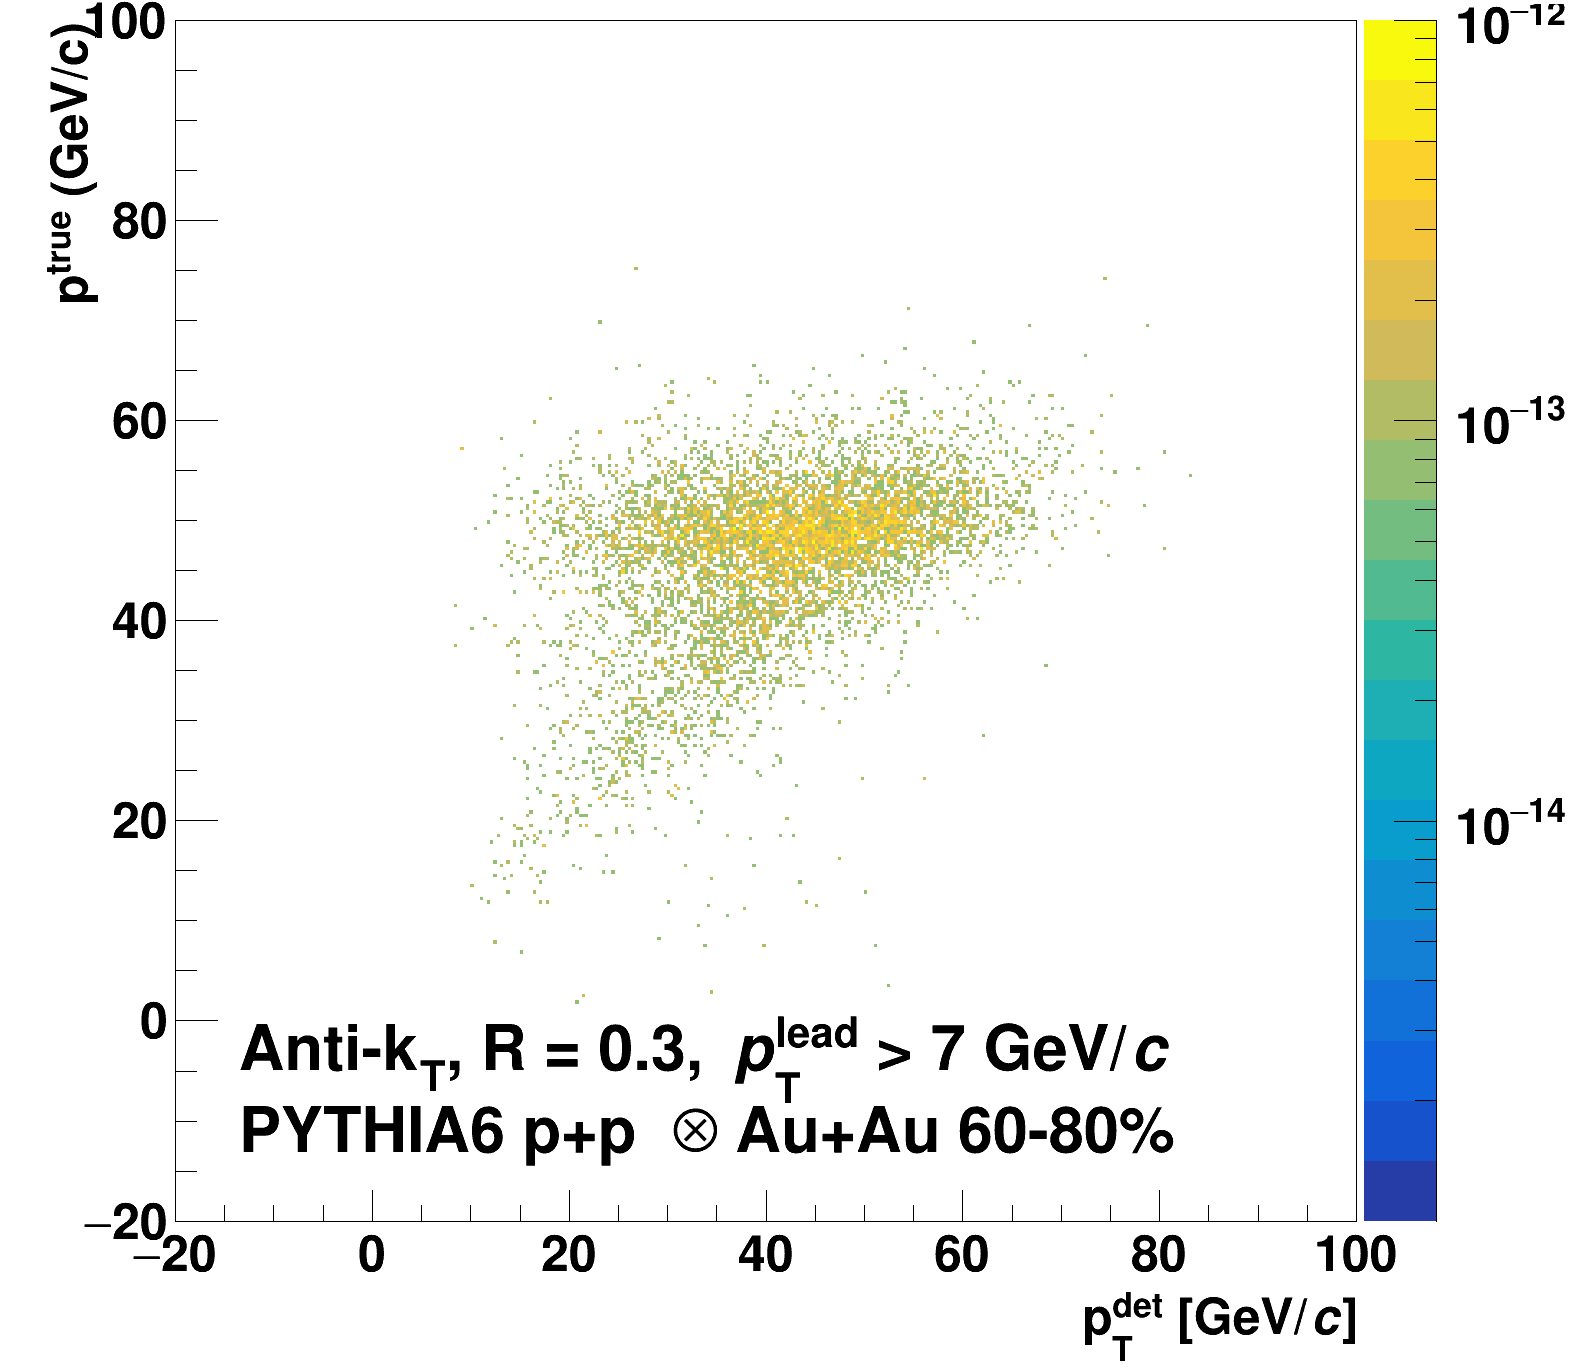 p^true (GeV/c)
100
80
60
40
20
0
−20
−20 0 20 40 60 80 100
p_T^det [GeV/c]
10^−12
10^−13
10^−14
Anti-k_T, R = 0.3, p_T^lead > 7 GeV/c
PYTHIA6 p+p ⊗ Au+Au 60-80%